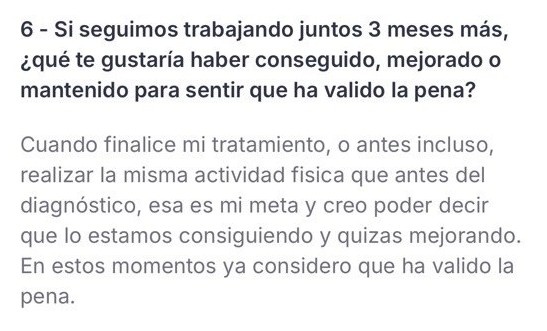 6 - Si seguimos trabajando juntos 3 meses más,
¿qué te gustaría haber conseguido, mejorado o
mantenido para sentir que ha valido la pena?
Cuando finalice mi tratamiento, o antes incluso,
realizar la misma actividad fisica que antes del
diagnóstico, esa es mi meta y creo poder decir
que lo estamos consiguiendo y quizas mejorando.
En estos momentos ya considero que ha valido la
pena.